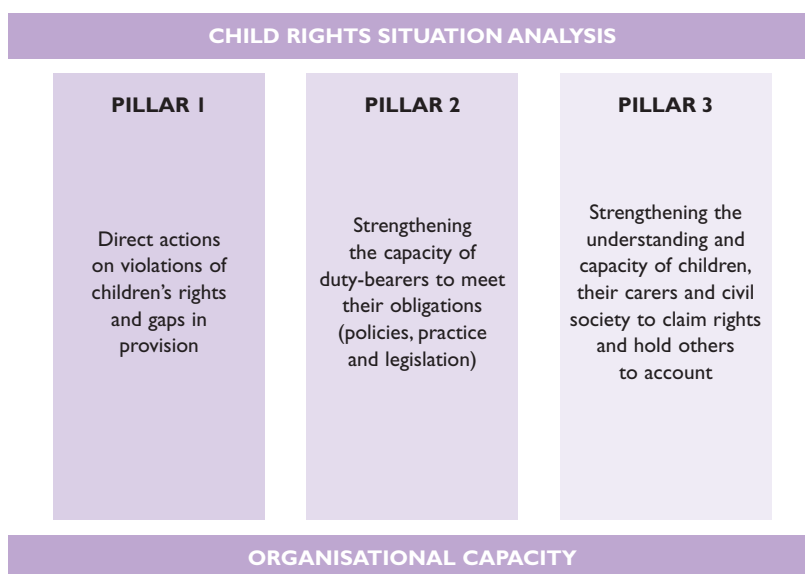 CHILD RIGHTS SITUATION ANALYSIS
PILLAR 1
Direct actions
on violations of
children’s rights
and gaps in
provision
PILLAR 2
Strengthening
the capacity of
duty-bearers to meet
their obligations
(policies, practice
and legislation)
PILLAR 3
Strengthening the
understanding and
capacity of children,
their carers and civil
society to claim rights
and hold others
to account
ORGANISATIONAL CAPACITY